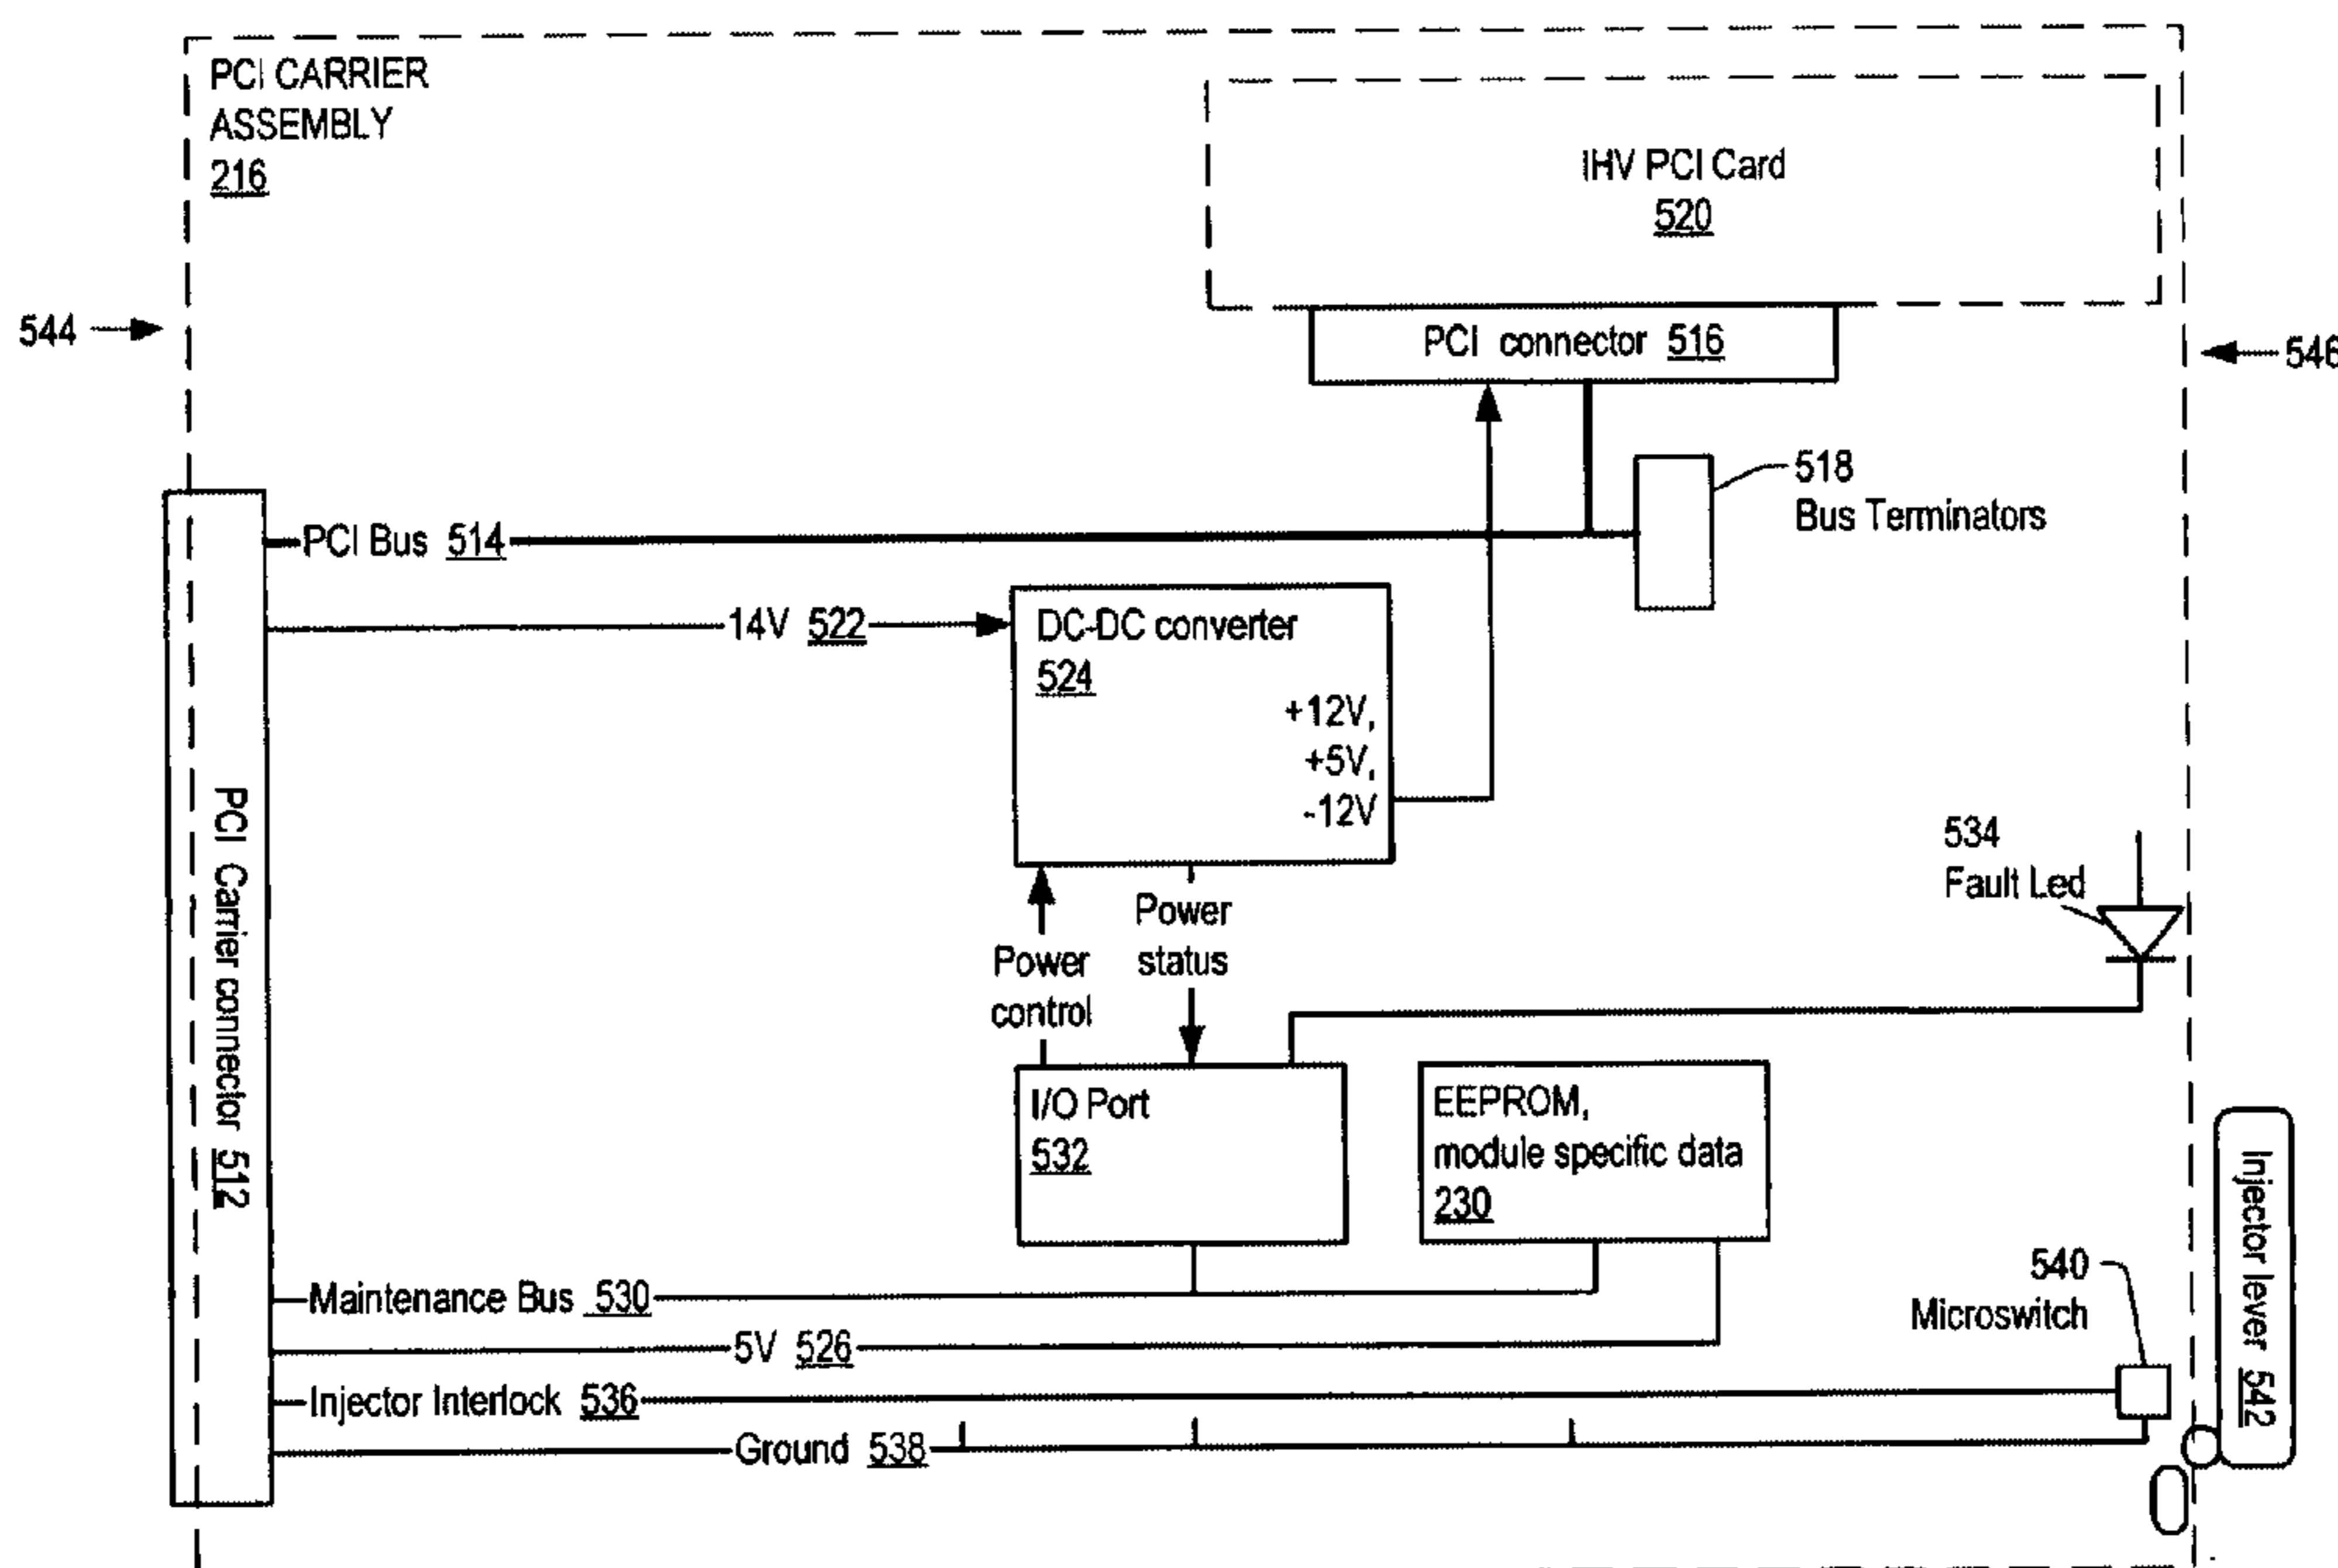 PCI CARRIER
ASSEMBLY
216
IHV PCI Card
520
544
PCI connector 516
546
518
Bus Terminators
PCI Bus 514
14V 522
DC-DC converter
524
+12V,
+5V,
-12V
PCI Carrier connector 512
534
Fault Led
Power
status
Power
control
I/O Port
532
EEPROM,
module specific data
230
Injector lever 542
540
Microswitch
Maintenance Bus 530
5V 526
Injector Interlock 536
Ground 538